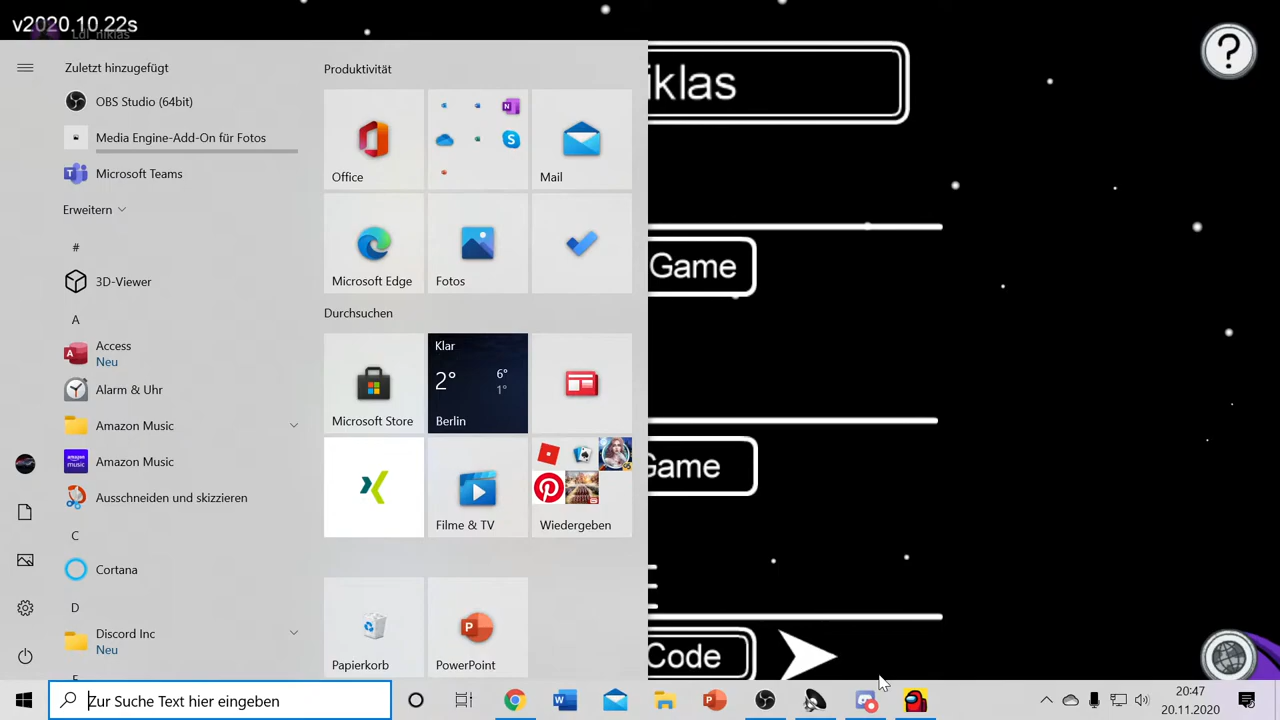 v2020.10.22s
Ldl_niklas
Zuletzt hinzugefügt
OBS Studio (64bit)
Media Engine-Add-On für Fotos
Microsoft Teams
Erweitern
#
3D-Viewer
A
Access
Neu
Alarm & Uhr
Amazon Music
Amazon Music
Ausschneiden und skizzieren
C
Cortana
D
Discord Inc
Neu
Produktivität
Office
Mail
Microsoft Edge
Fotos
Durchsuchen
Microsoft Store
Klar
2°
6°
1°
Berlin
Filme & TV
Wiedergeben
Papierkorb
PowerPoint
iklas
?
Game
Game
Code
Zur Suche Text hier eingeben
20:47
20.11.2020